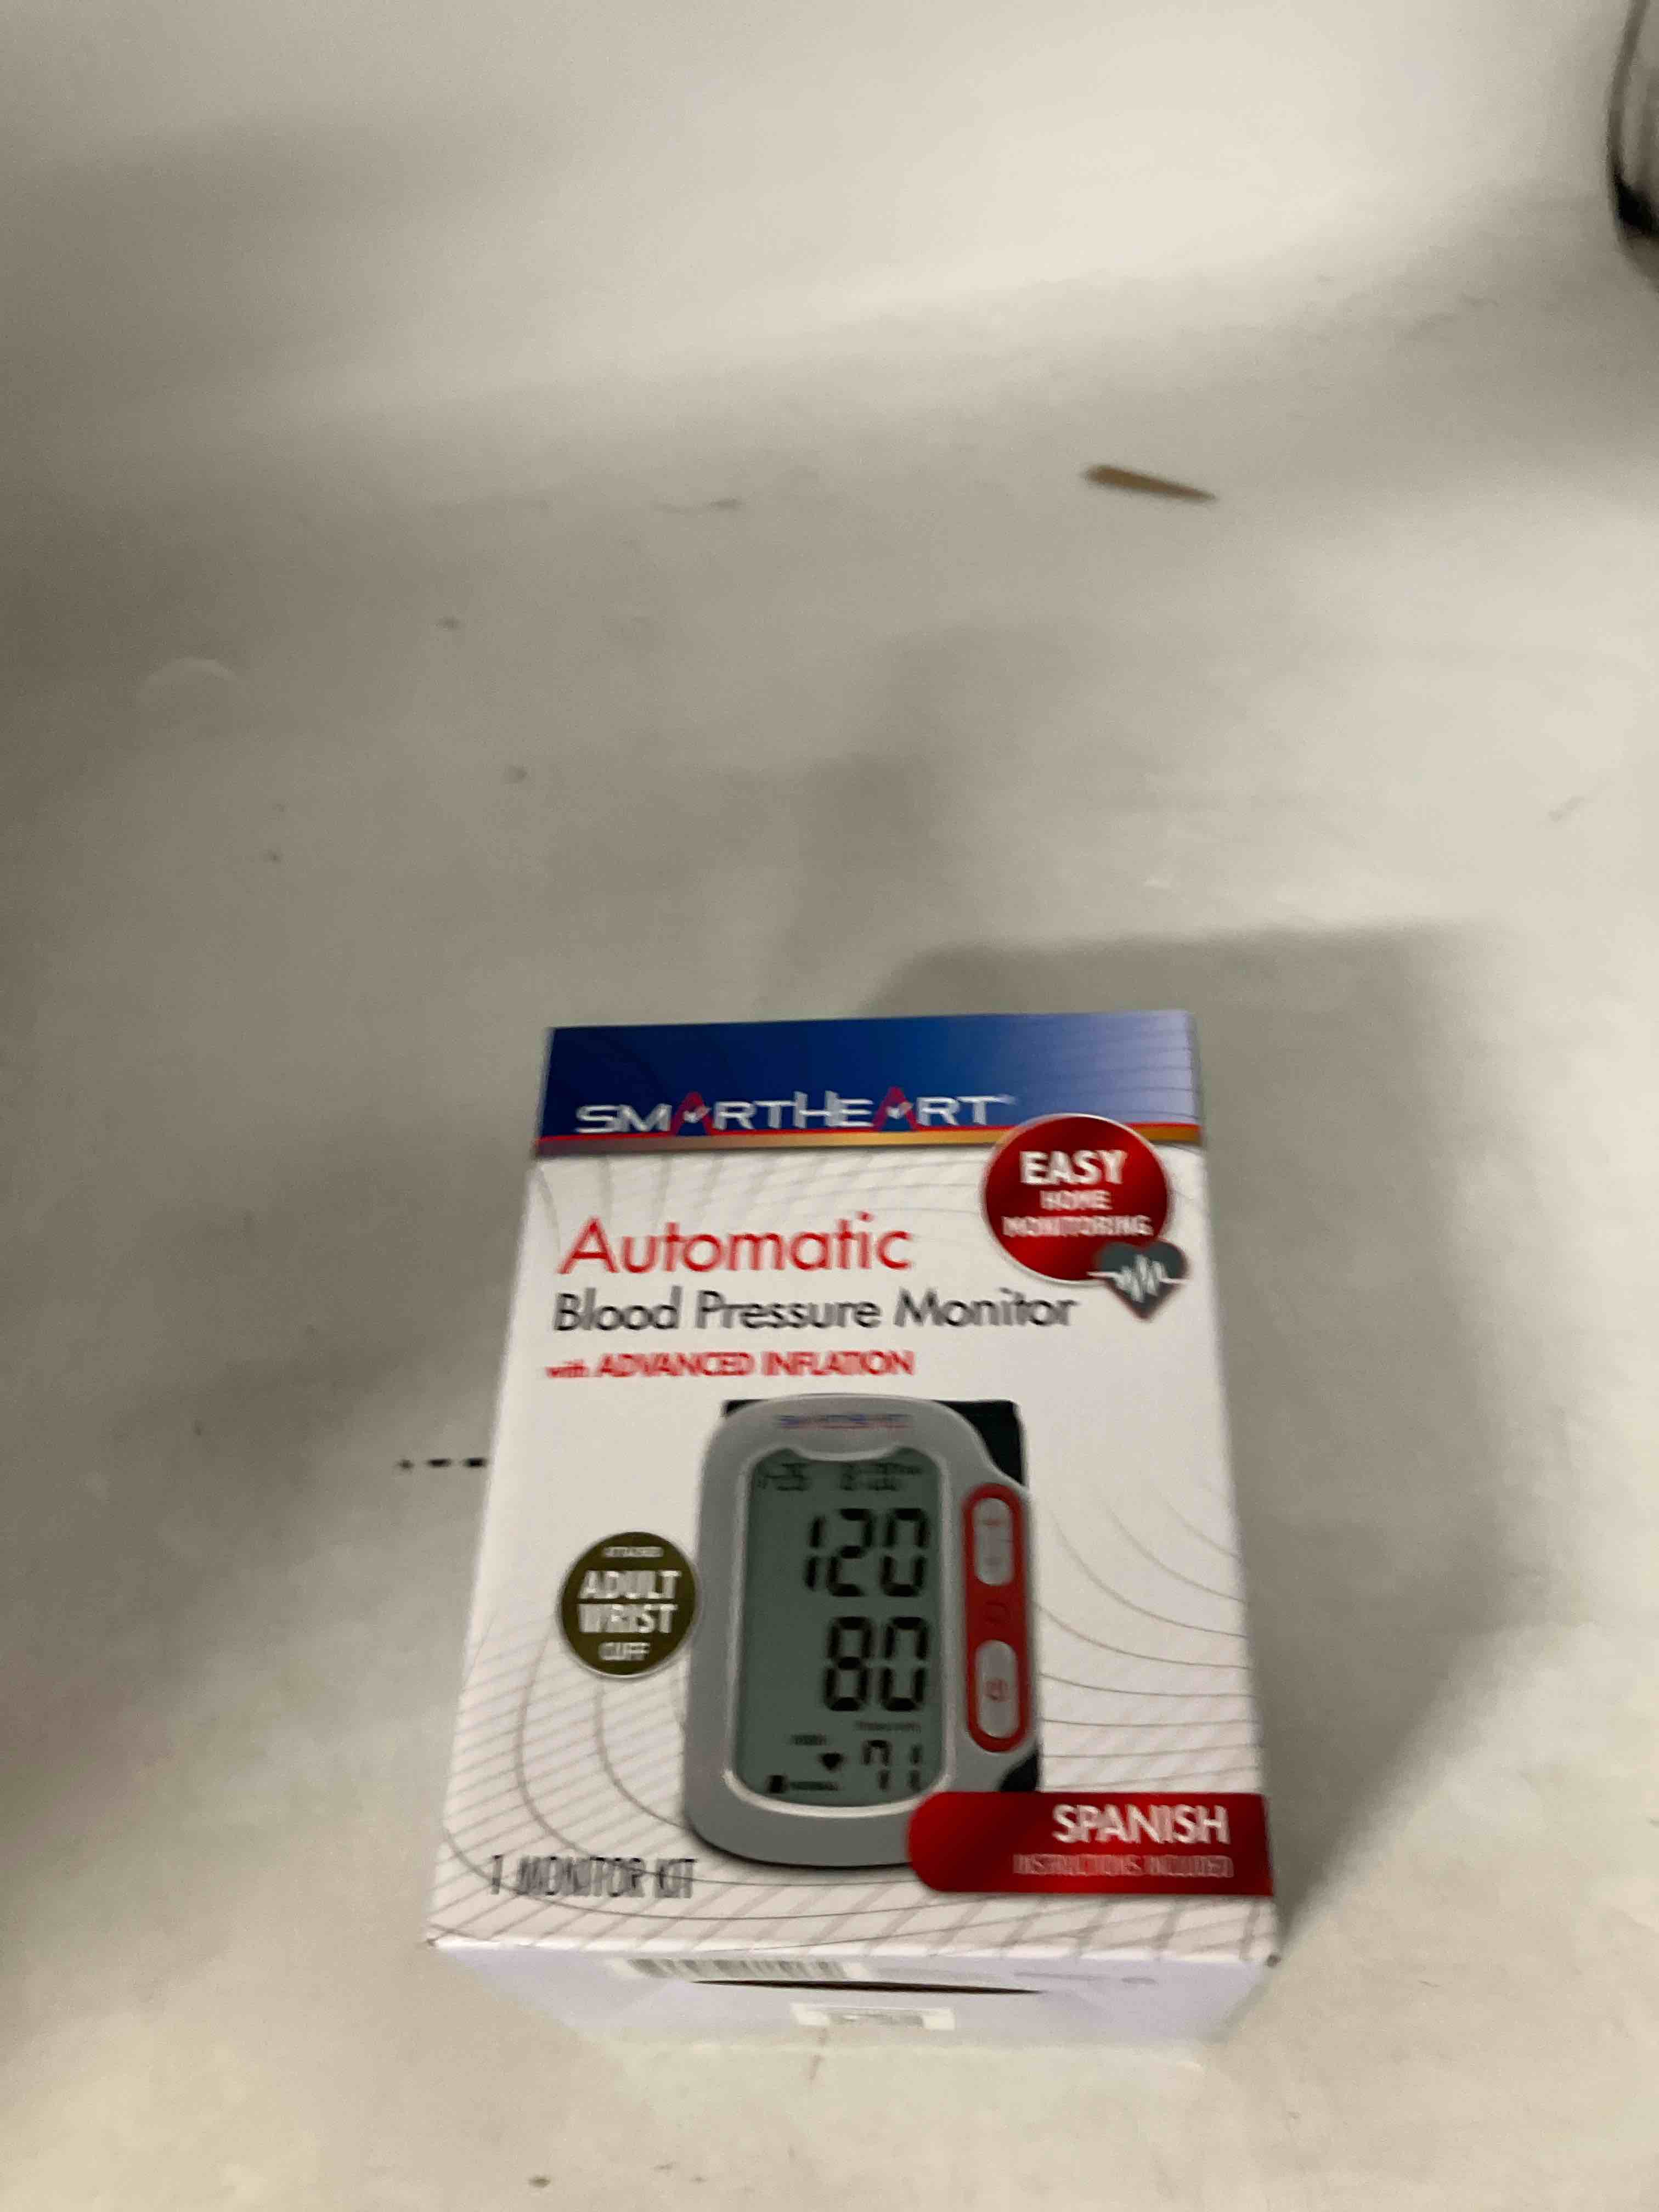 SMARTHEART
EASY
HOME
MONITORING
Automatic
Blood Pressure Monitor
with ADVANCED INFLATION
120
80
71
ADULT
WRIST
CUFF
SPANISH
INSTRUCTIONS INCLUDED
1 MONITOR KIT